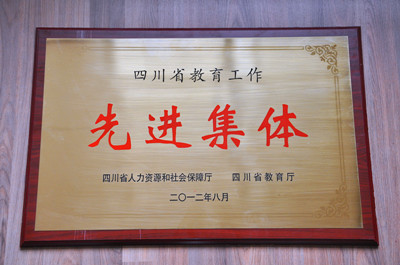 四川省教育工作
先进集体
四川省人力资源和社会保障厅 四川省教育厅
二〇一二年八月